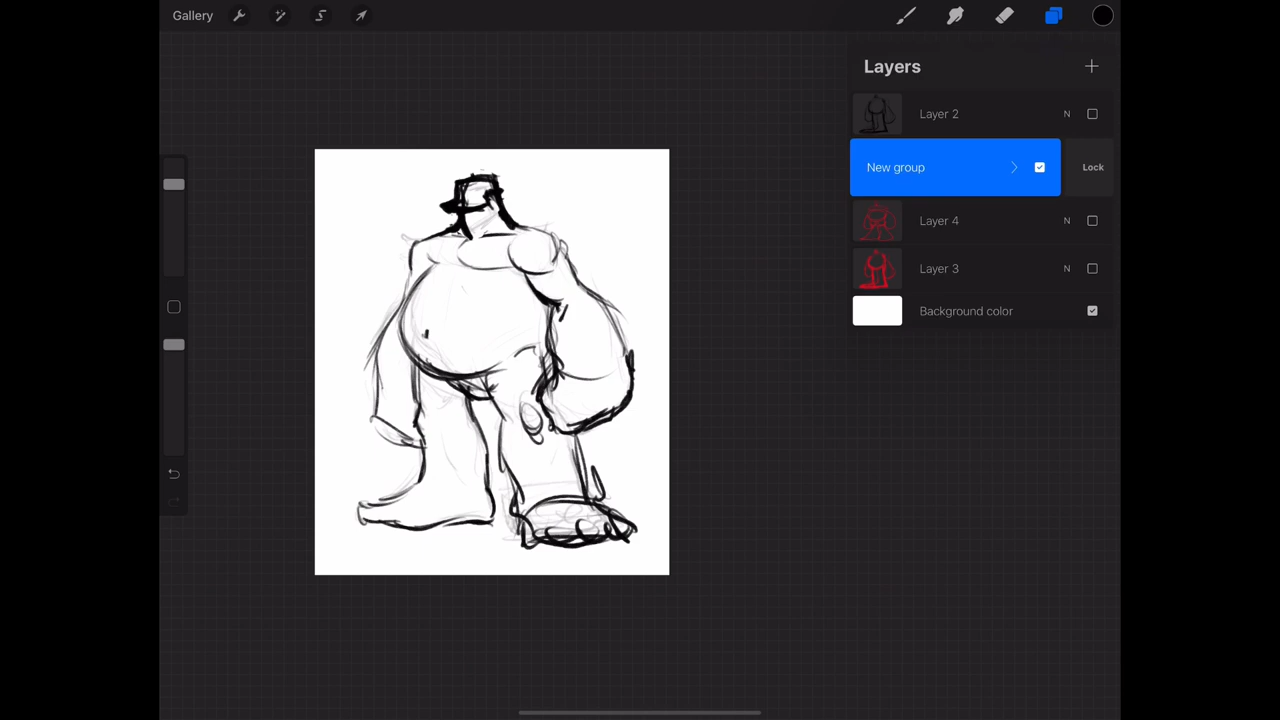 Gallery
Layers
Layer 2 N
New group Lock
Layer 4 N
Layer 3 N
Background color